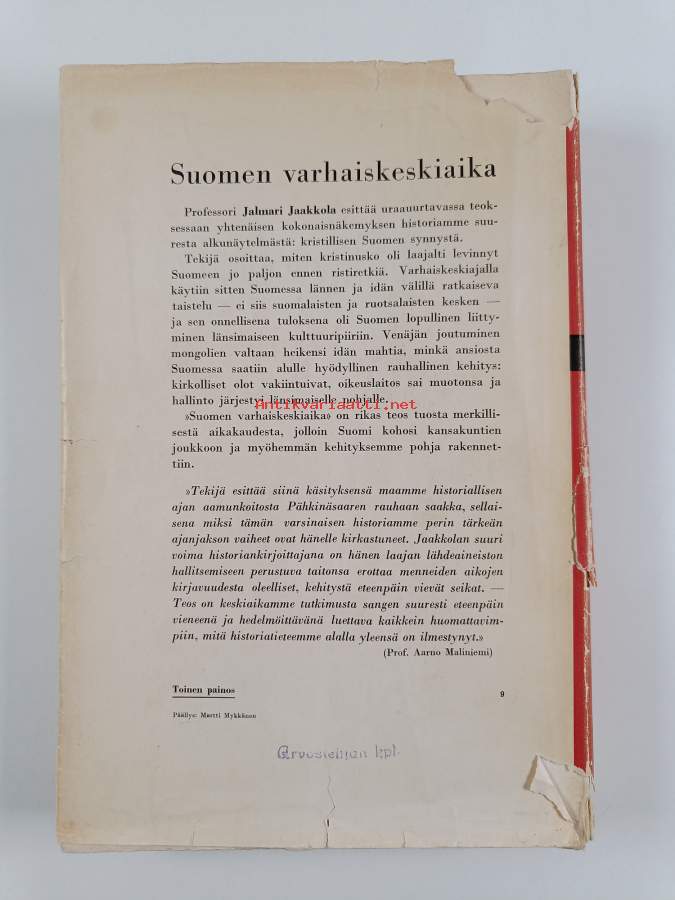 Suomen varhaiskeskiaika
Professori Jalmari Jaakkola esittää uraauurtavassa teok-
sessaan yhtenäisen kokonaisnäkemyksen historiamme suu-
resta alkunäytelmästä: kristillisen Suomen synnystä.
Tekijä osoittaa, miten kristinusko oli laajalti levinnyt
Suomeen jo paljon ennen ristiretkiä. Varhaiskeskiajalla
käytiin sitten Suomessa lännen ja idän välillä ratkaiseva
taistelu — ei siis suomalaisten ja ruotsalaisten kesken —
ja sen onnellisena tuloksena oli Suomen lopullinen liitty-
minen länsimaiseen kulttuuripiiriin. Venäjän joutuminen
mongolien valtaan heikensi idän mahtia, minkä ansiosta
Suomessa saatiin alulle hyödyllinen rauhallinen kehitys:
kirkolliset olot vakiintuivat, oikeuslaitos sai muotonsa ja
hallinto järjestyi länsimaiselle pohjalle.
Antikvariaatti.net
»Suomen varhaiskeskiaika» on rikas teos tuosta merkilli-
sestä aikakaudesta, jolloin Suomi kohosi kansakuntien
joukkoon ja myöhemmän kehityksemme pohja rakennet-
tiin.
»Tekijä esittää siinä käsityksensä maamme historiallisen
ajan aamunkoitosta Pähkinäsaaren rauhaan saakka, sellai-
sena miksi tämän varsinaisen historiamme perin tärkeän
ajanjakson vaiheet ovat hänelle kirkastuneet. Jaakkolan suuri
voima historiankirjoittajana on hänen laajan lähdeaineiston
hallitsemiseen perustuva taitonsa erottaa menneiden aikojen
kirjavuudesta oleelliset, kehitystä eteenpäin vievät seikat. —
Teos on keskiaikamme tutkimusta sangen suuresti eteenpäin
vieneenä ja hedelmöittävänä luettava kaikkein huomattavim-
piin, mitä historiatieteemme alalla yleensä on ilmestynyt.»
(Prof. Aarno Maliniemi)
Toinen painos
9
Päällys: Martti Mykkänen
Arvostelijan kpl.